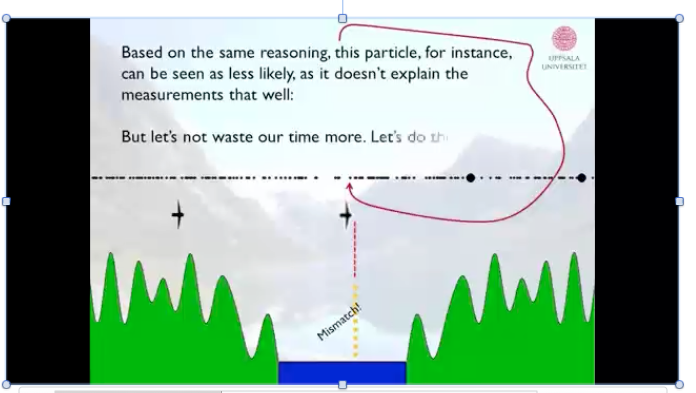 Based on the same reasoning, this particle, for instance,
can be seen as less likely, as it doesn't explain the
measurements that well:
But let's not waste our time more. Let's do th
UPPSALA
UNIVERSITET
Mismatch!